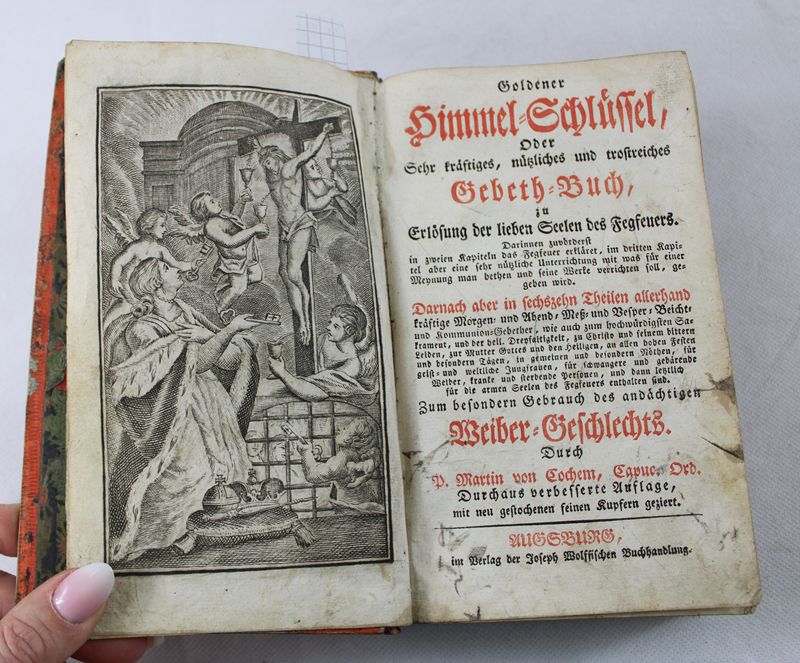 Goldener
Himmel-Schlüssel,
Oder
Sehr kräftiges, nützliches und trostreiches
Gebeth-Buch,
zu
Erlösung der lieben Seelen des Fegfeuers.
Darinnen zuvörderst
in zweien Kapiteln das Fegfeuer erkläret, im dritten Kapi-
tel aber eine sehr nützliche Unterrichtung mit was für einer
Meynung man bethen und seine Werke verrichten soll, ge-
geben wird.
Darnach aber in sechszehn Theilen allerhand
kräftige Morgen- und Abend, Meß- und Vesper, Beicht-
und Kommunion-Gebether, wie auch zum hochwürdigsten Sa-
krament, und der heil. Dreyfaltigkeit, zu Christo und seinem bittern
Leiden, zur Mutter Gottes und den Heiligen, an allen hohen Festen
und besondern Tägen, in gemeinen und besondern Nöthen, für
geist- und weltliche Jungfrauen, für schwangere und gebärende
Weiber, kranke und sterbende Personen, und dann letzlich
für die armen Seelen des Fegfeuers enthalten sind.
Zum besondern Gebrauch des andächtigen
Weiber-Geschlechts.
Durch
P. Martin von Cochem, Capuc. Ord.
Durchaus verbesserte Auflage,
mit neu gestochenen feinen Kupfern geziert.
AUGSBURG,
im Verlag der Joseph Wolffischen Buchhandlung.